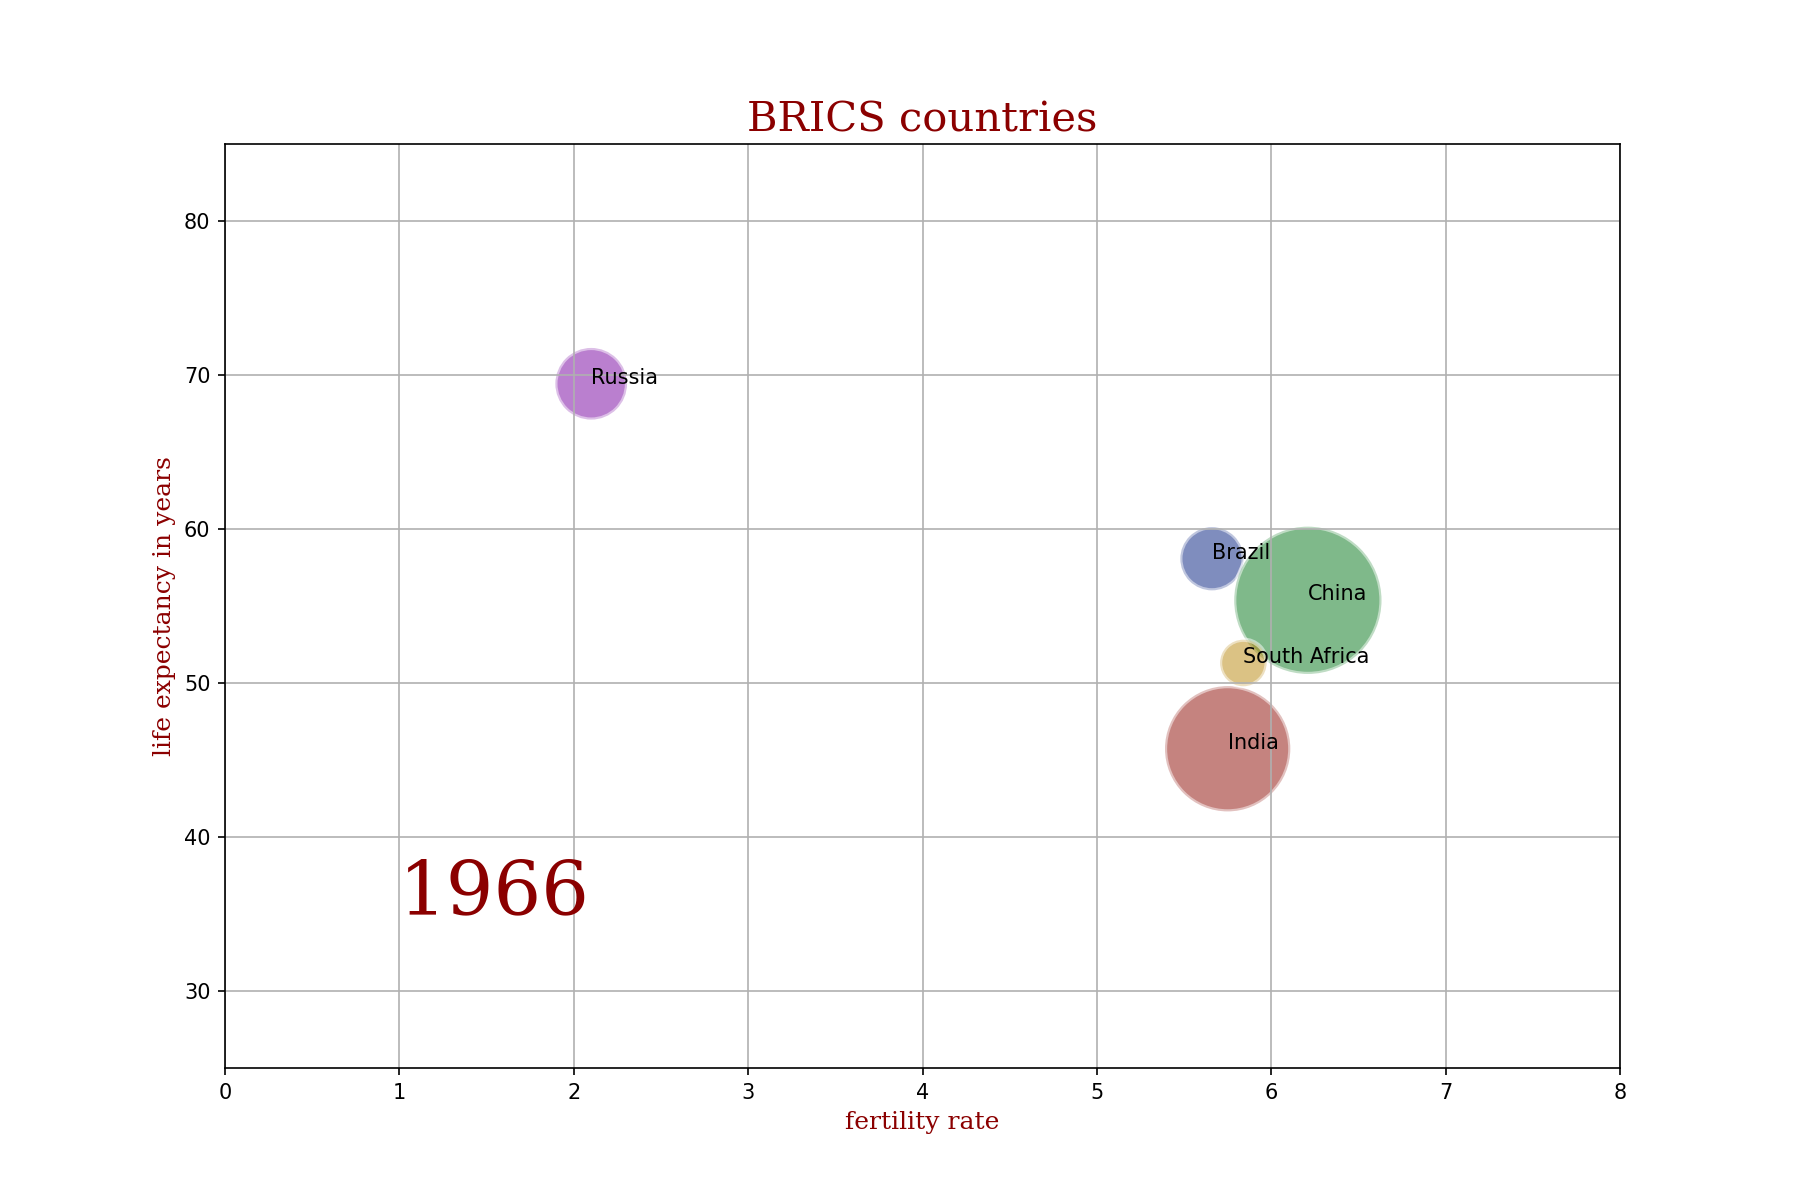 BRICS countries
80
70
60
50
40
30
life expectancy in years
Russia
Brazil
China
South Africa
India
1966
0 1 2 3 4 5 6 7 8
fertility rate